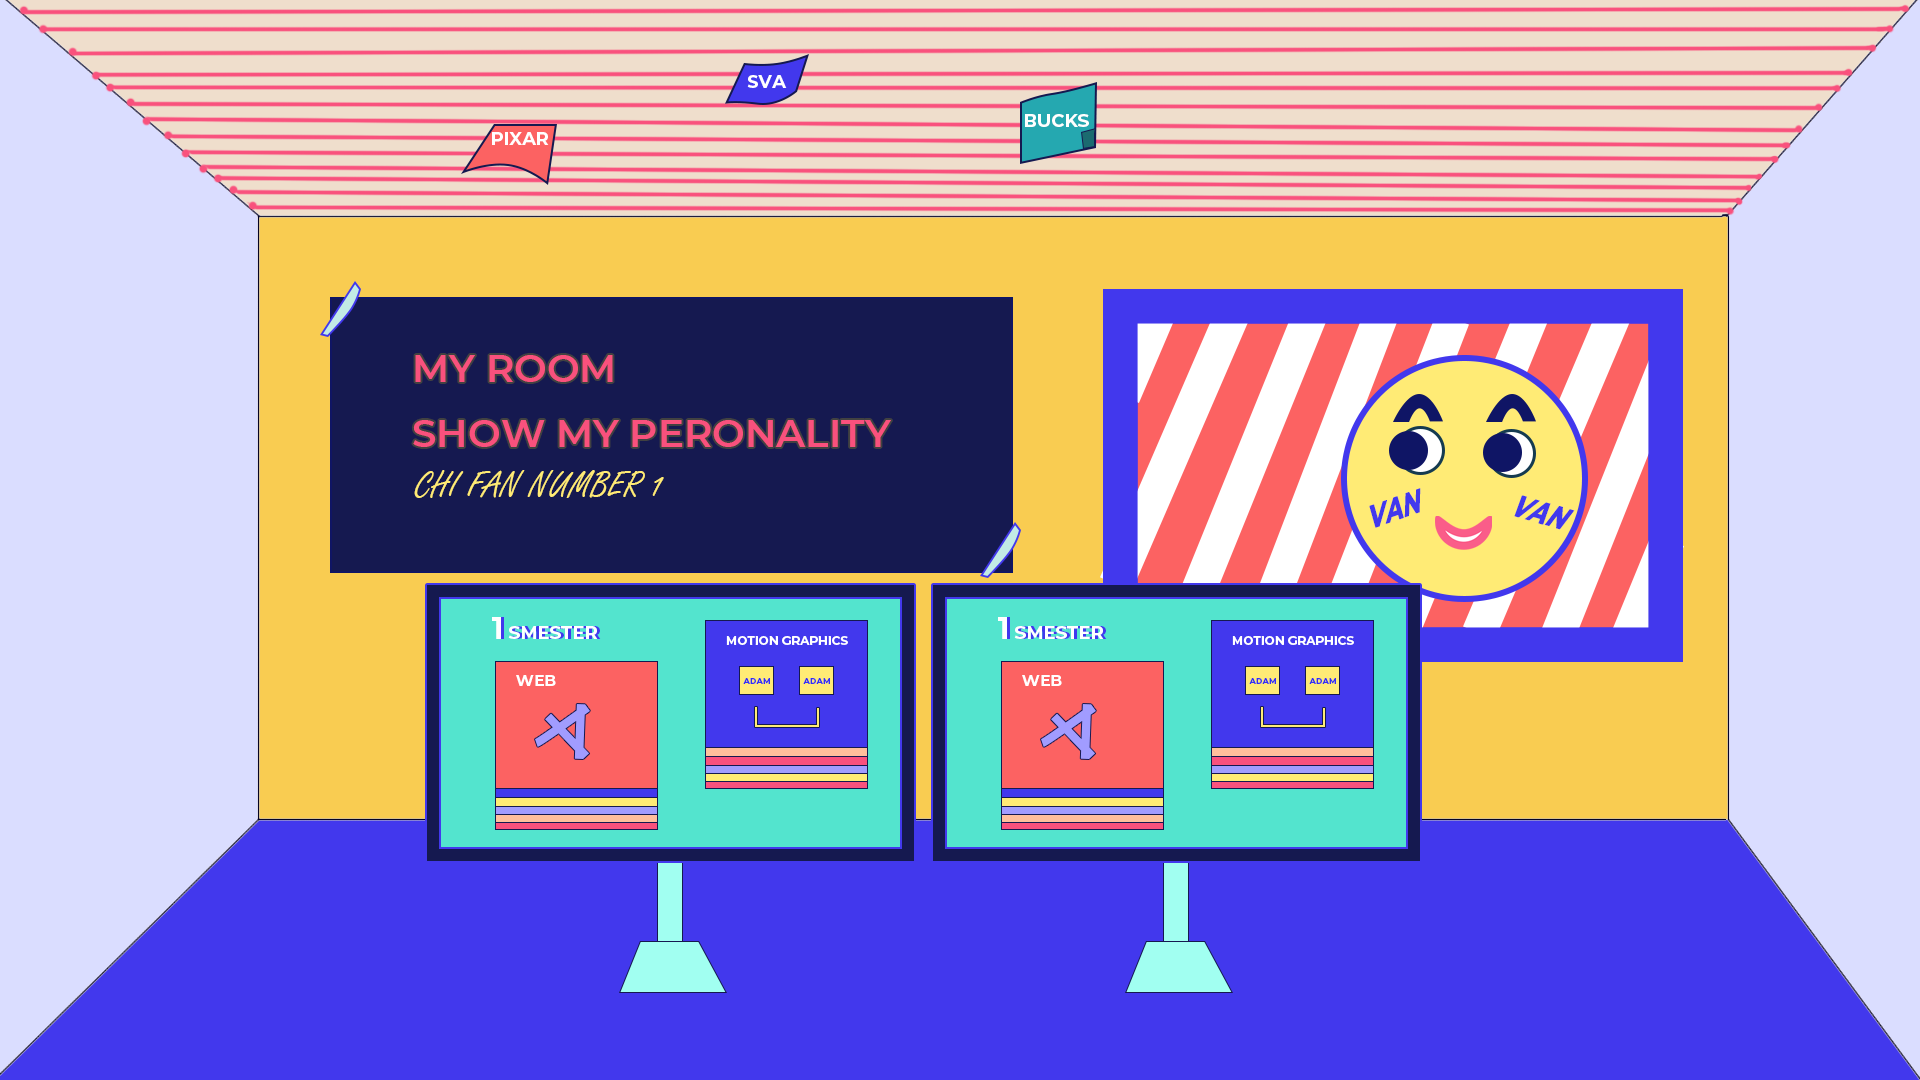 SVA
BUCKS
PIXAR
MY ROOM
SHOW MY PERONALITY
CHI FAN NUMBER 1
VAN
VAN
1 SMESTER
MOTION GRAPHICS
ADAM ADAM
WEB
1 SMESTER
MOTION GRAPHICS
ADAM ADAM
WEB